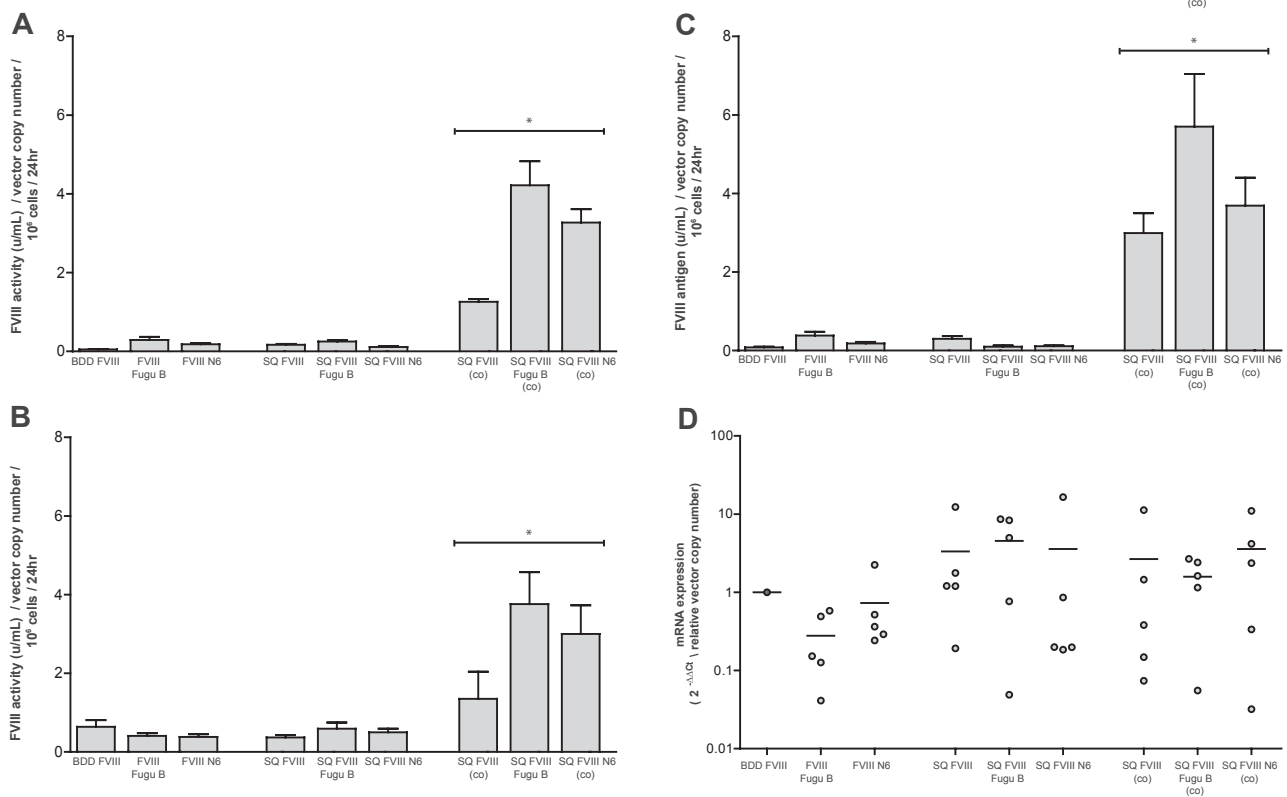 A
FVIII activity (u/mL) / vector copy number /
10⁶ cells / 24hr
8
6
4
2
0
*
BDD FVIII FVIII FVIII N6 SQ FVIII SQ FVIII SQ FVIII N6 SQ FVIII SQ FVIII SQ FVIII N6
Fugu B Fugu B (co) Fugu B (co)
(co)
B
FVIII activity (u/mL) / vector copy number /
10⁶ cells / 24hr
8
6
4
2
0
*
BDD FVIII FVIII FVIII N6 SQ FVIII SQ FVIII SQ FVIII N6 SQ FVIII SQ FVIII SQ FVIII N6
Fugu B Fugu B (co) Fugu B (co)
(co)
C
FVIII antigen (u/mL) / vector copy number /
10⁶ cells / 24hr
8
6
4
2
0
*
BDD FVIII FVIII FVIII N6 SQ FVIII SQ FVIII SQ FVIII N6 SQ FVIII SQ FVIII SQ FVIII N6
Fugu B Fugu B (co) Fugu B (co)
(co)
D
mRNA expression
( 2 ⁻ΔΔCt \ relative vector copy number)
100
10
1
0.1
0.01
BDD FVIII FVIII FVIII N6 SQ FVIII SQ FVIII SQ FVIII N6 SQ FVIII SQ FVIII SQ FVIII N6
Fugu B Fugu B (co) Fugu B (co)
(co)